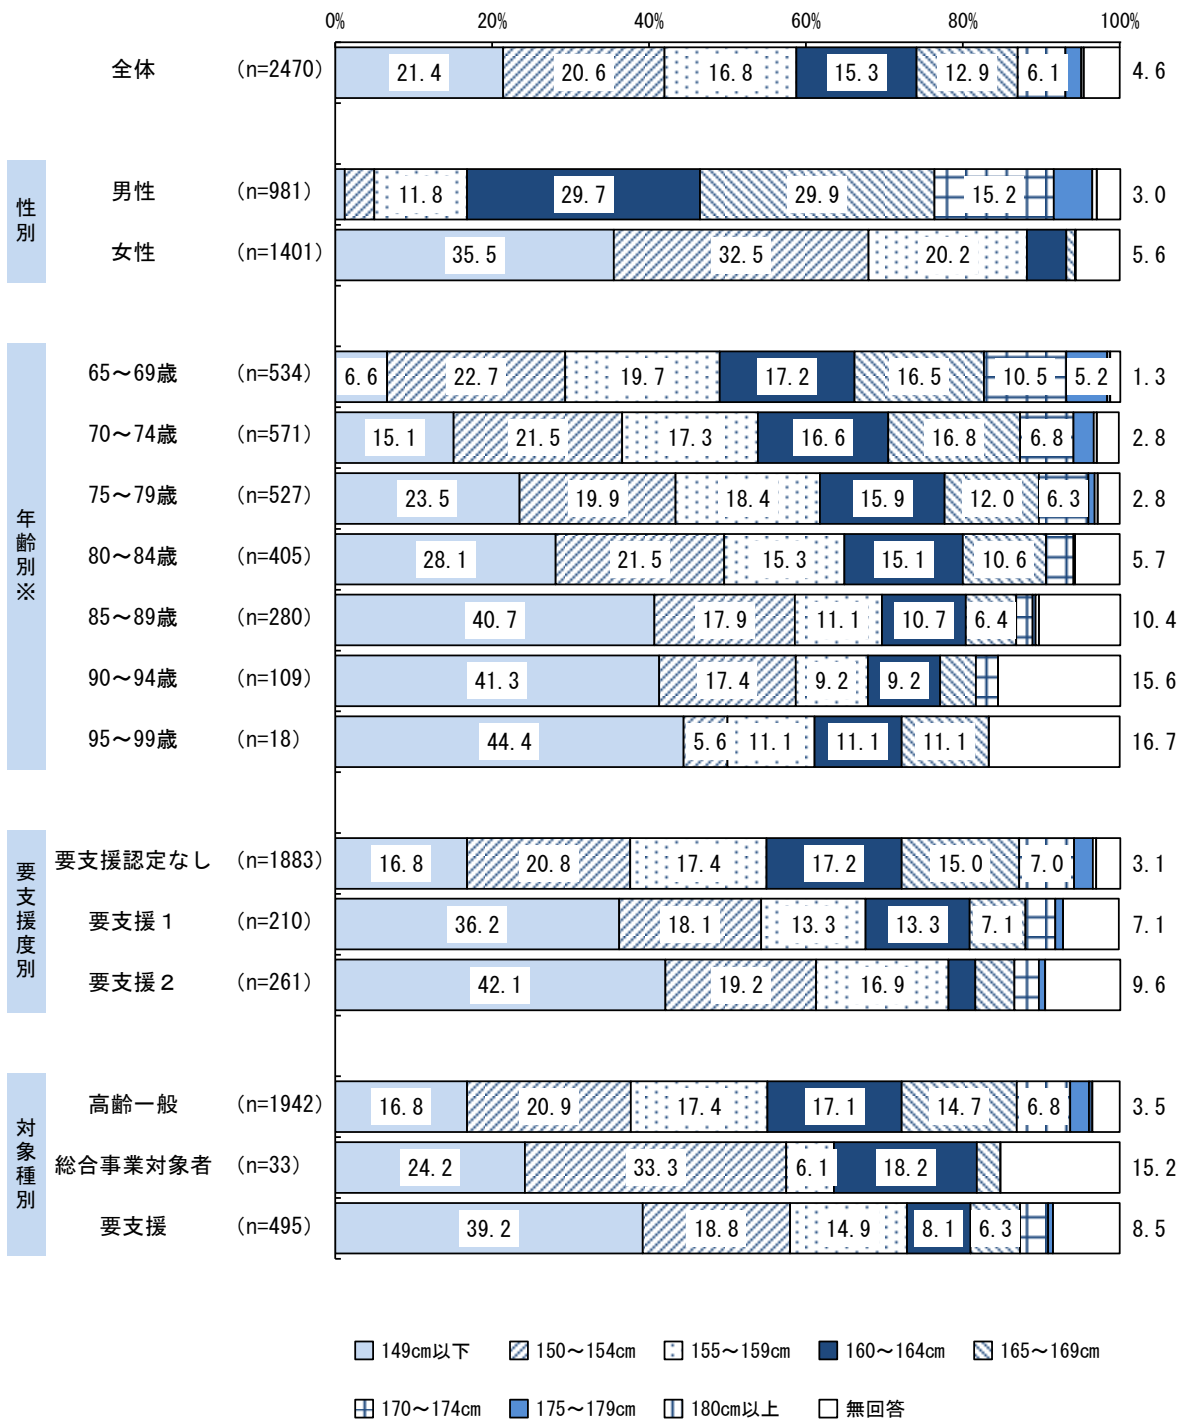 0% 20% 40% 60% 80% 100%
全体 (n=2470) 21.4 20.6 16.8 15.3 12.9 6.1 4.6
性別
男性 (n=981) 11.8 29.7 29.9 15.2 3.0
女性 (n=1401) 35.5 32.5 20.2 5.6
年齢別※
65～69歳 (n=534) 6.6 22.7 19.7 17.2 16.5 10.5 5.2 1.3
70～74歳 (n=571) 15.1 21.5 17.3 16.6 16.8 6.8 2.8
75～79歳 (n=527) 23.5 19.9 18.4 15.9 12.0 6.3 2.8
80～84歳 (n=405) 28.1 21.5 15.3 15.1 10.6 5.7
85～89歳 (n=280) 40.7 17.9 11.1 10.7 6.4 10.4
90～94歳 (n=109) 41.3 17.4 9.2 9.2 15.6
95～99歳 (n=18) 44.4 5.6 11.1 11.1 11.1 16.7
要支援度別
要支援認定なし (n=1883) 16.8 20.8 17.4 17.2 15.0 7.0 3.1
要支援１ (n=210) 36.2 18.1 13.3 13.3 7.1 7.1
要支援２ (n=261) 42.1 19.2 16.9 9.6
対象種別
高齢一般 (n=1942) 16.8 20.9 17.4 17.1 14.7 6.8 3.5
総合事業対象者 (n=33) 24.2 33.3 6.1 18.2 15.2
要支援 (n=495) 39.2 18.8 14.9 8.1 6.3 8.5
149cm以下 150～154cm 155～159cm 160～164cm 165～169cm
170～174cm 175～179cm 180cm以上 無回答